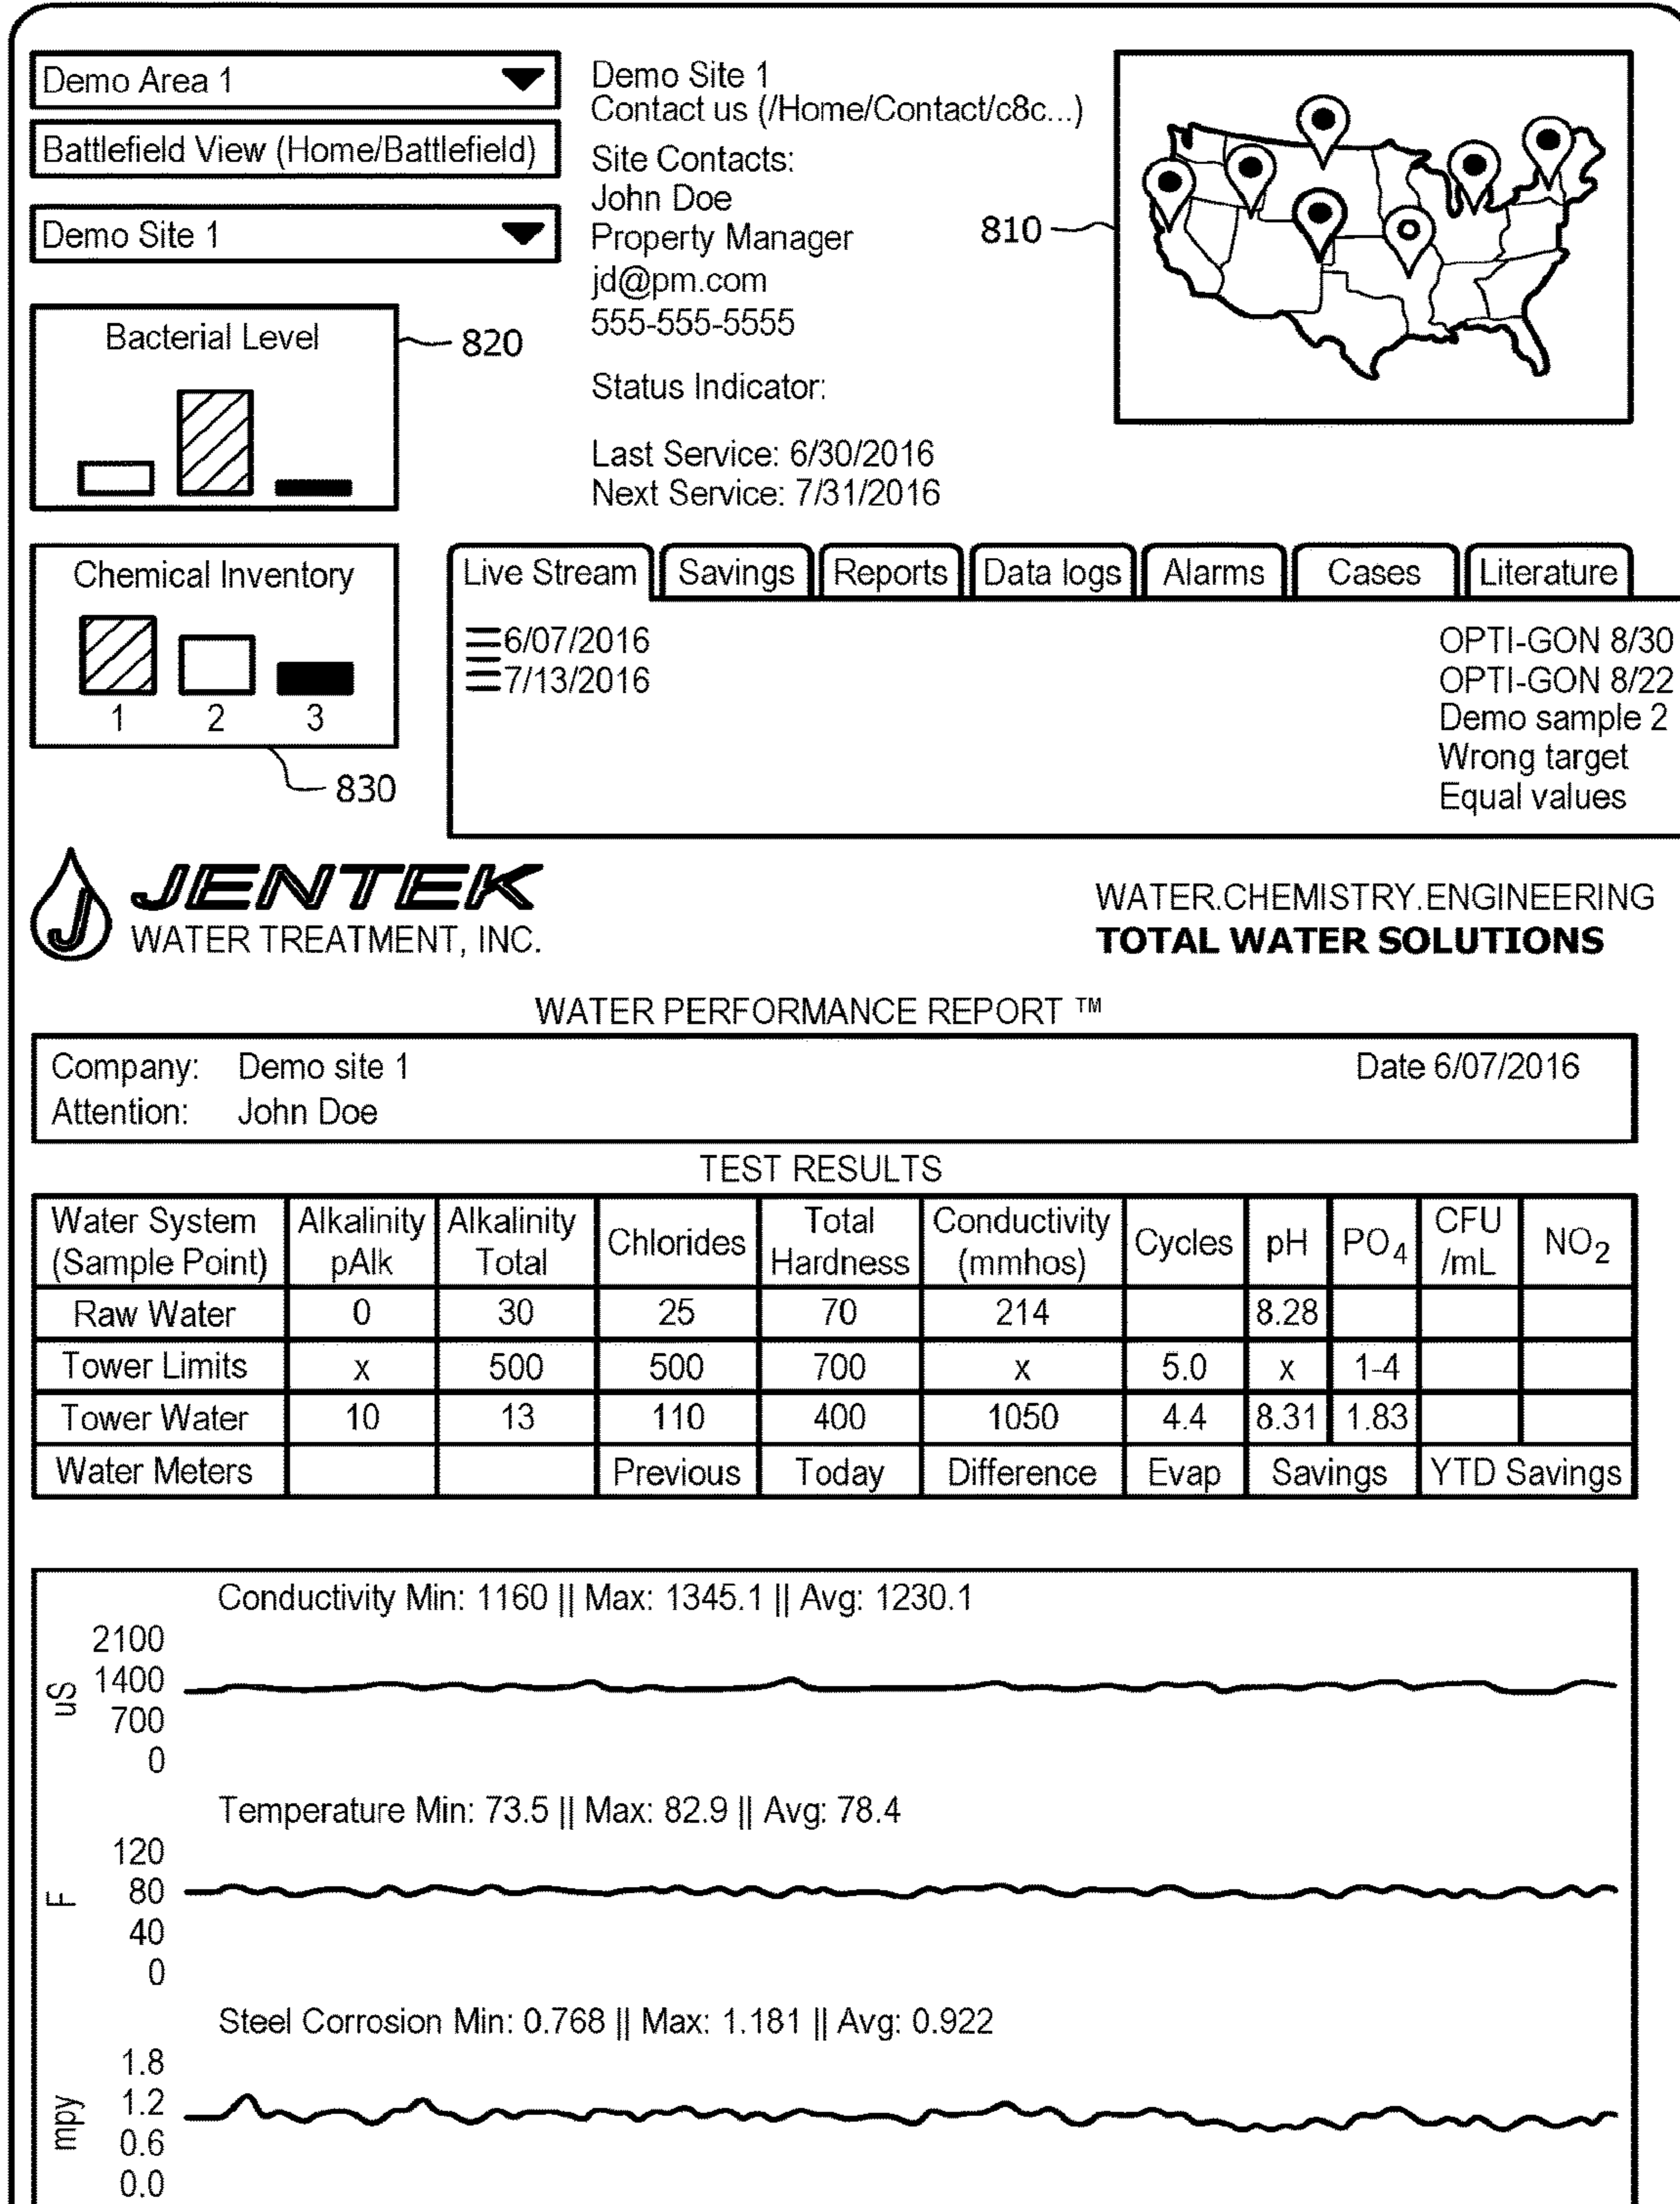 Demo Area 1
Battlefield View (Home/Battlefield)
Demo Site 1
Demo Site 1
Contact us (/Home/Contact/c8c...)
Site Contacts:
John Doe
Property Manager
jd@pm.com
555-555-5555
Status Indicator:
Last Service: 6/30/2016
Next Service: 7/31/2016
810
Bacterial Level
820
Chemical Inventory
1 2 3
830
Live Stream Savings Reports Data logs Alarms Cases Literature
6/07/2016
7/13/2016
OPTI-GON 8/30
OPTI-GON 8/22
Demo sample 2
Wrong target
Equal values
J JENTEK
WATER TREATMENT, INC.
WATER.CHEMISTRY.ENGINEERING
TOTAL WATER SOLUTIONS
WATER PERFORMANCE REPORT ™
Company: Demo site 1 Date 6/07/2016
Attention: John Doe
TEST RESULTS
Water System (Sample Point) Alkalinity pAlk Alkalinity Total Chlorides Total Hardness Conductivity (mmhos) Cycles pH PO4 CFU /mL NO2
Raw Water 0 30 25 70 214 8.28
Tower Limits x 500 500 700 x 5.0 x 1-4
Tower Water 10 13 110 400 1050 4.4 8.31 1.83
Water Meters Previous Today Difference Evap Savings YTD Savings
Conductivity Min: 1160 || Max: 1345.1 || Avg: 1230.1
2100
1400
700
0
uS
Temperature Min: 73.5 || Max: 82.9 || Avg: 78.4
120
80
40
0
F
Steel Corrosion Min: 0.768 || Max: 1.181 || Avg: 0.922
1.8
1.2
0.6
0.0
mpy